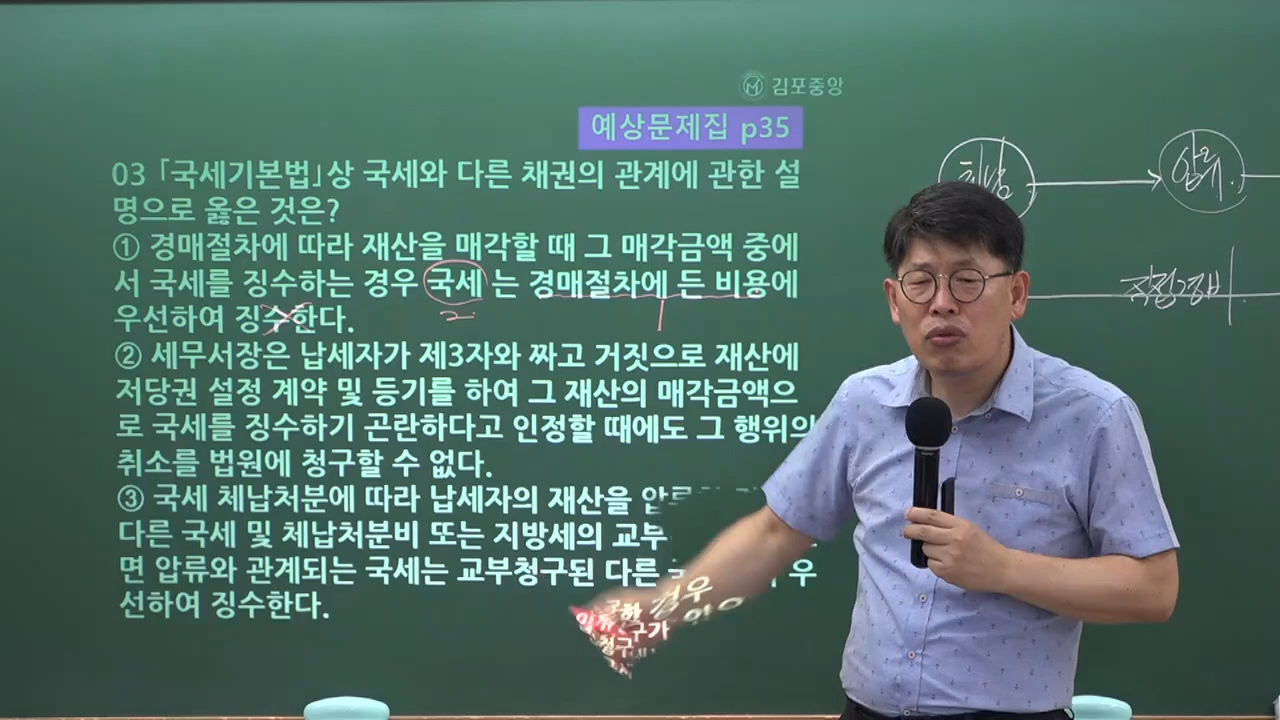 김포중앙
예상문제집 p35
03 「국세기본법」상 국세와 다른 채권의 관계에 관한 설
명으로 옳은 것은?
① 경매절차에 따라 재산을 매각할 때 그 매각금액 중에
서 국세를 징수하는 경우 국세 는 경매절차에 든 비용에
우선하여 징수한다.
② 세무서장은 납세자가 제3자와 짜고 거짓으로 재산에
저당권 설정 계약 및 등기를 하여 그 재산의 매각금액으
로 국세를 징수하기 곤란하다고 인정할 때에도 그 행위의
취소를 법원에 청구할 수 없다.
③ 국세 체납처분에 따라 납세자의 재산을 압류한 경우
다른 국세 및 체납처분비 또는 지방세의 교부
면 압류와 관계되는 국세는 교부청구된 다른 우
선하여 징수한다.
체납
압류